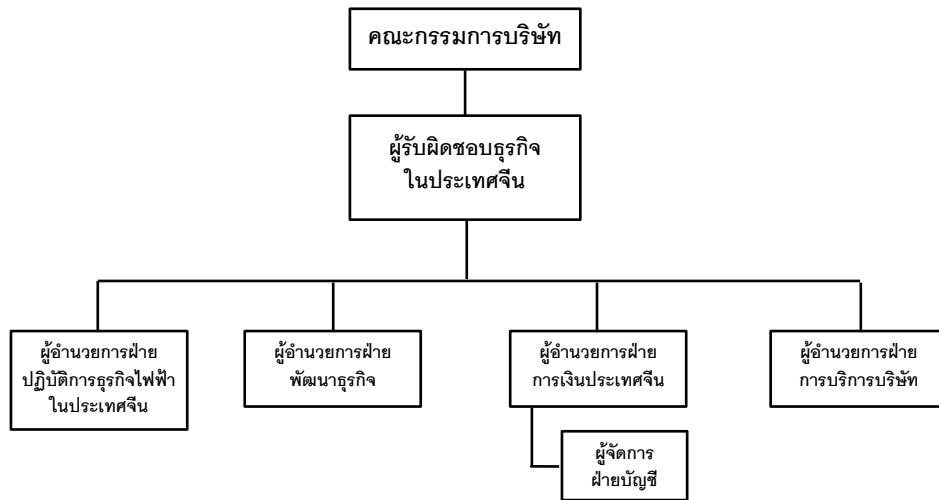 คณะกรรมการบริษัท
ผู้รับผิดชอบธุรกิจ
ในประเทศจีน
ผู้อำนวยการฝ่าย
ปฏิบัติการธุรกิจไฟฟ้า
ในประเทศจีน
ผู้อำนวยการฝ่าย
พัฒนาธุรกิจ
ผู้อำนวยการฝ่าย
การเงินประเทศจีน
ผู้อำนวยการฝ่าย
การบริการบริษัท
ผู้จัดการ
ฝ่ายบัญชี